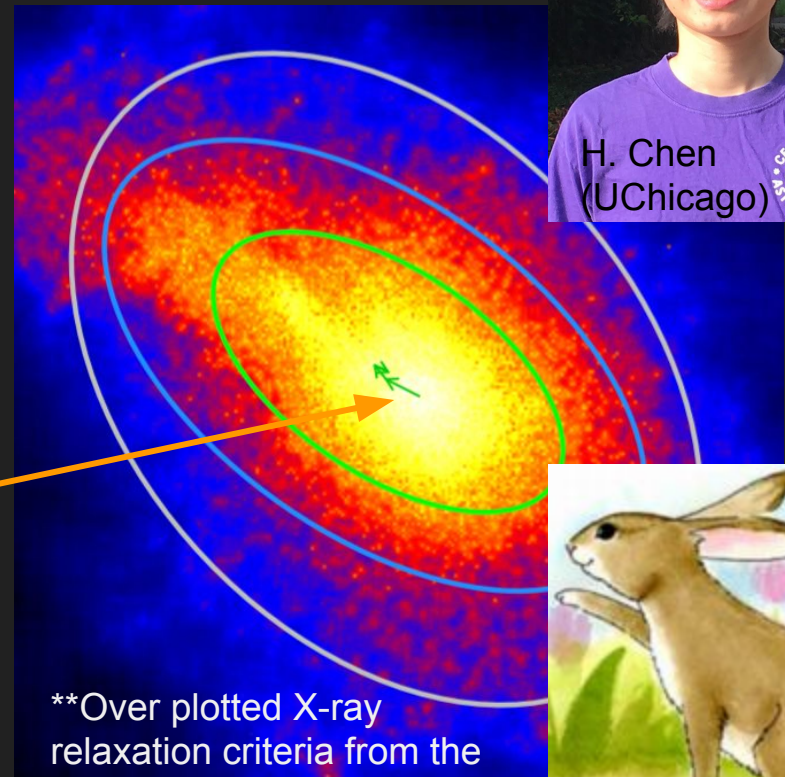 H. Chen
(UChicago)
**Over plotted X-ray
relaxation criteria from the